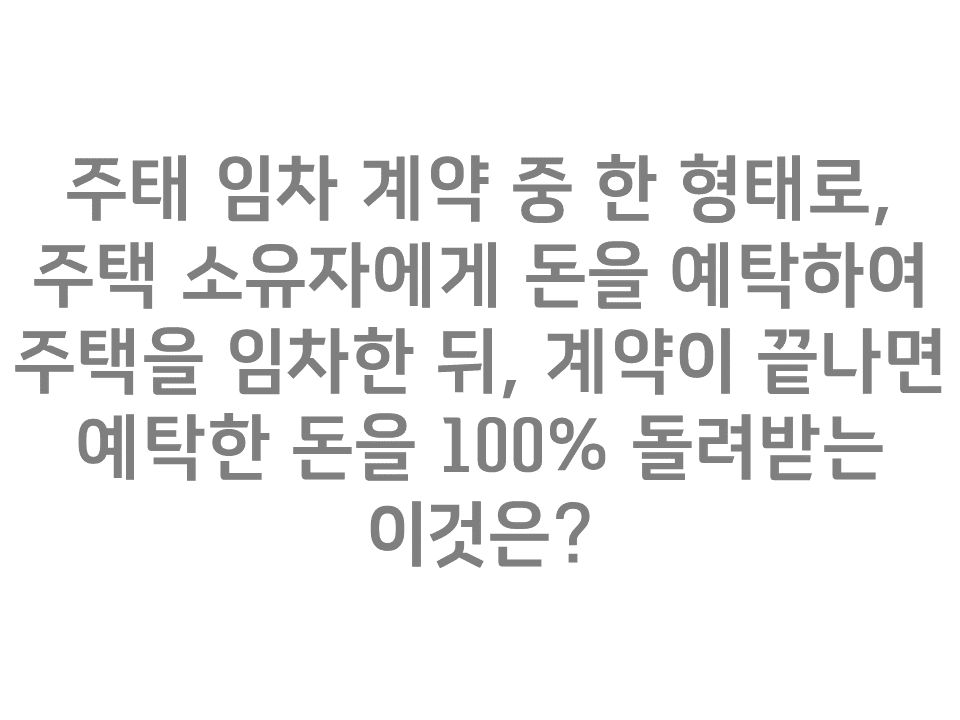 주태 임차 계약 중 한 형태로,
주택 소유자에게 돈을 예탁하여
주택을 임차한 뒤, 계약이 끝나면
예탁한 돈을 100% 돌려받는
이것은?